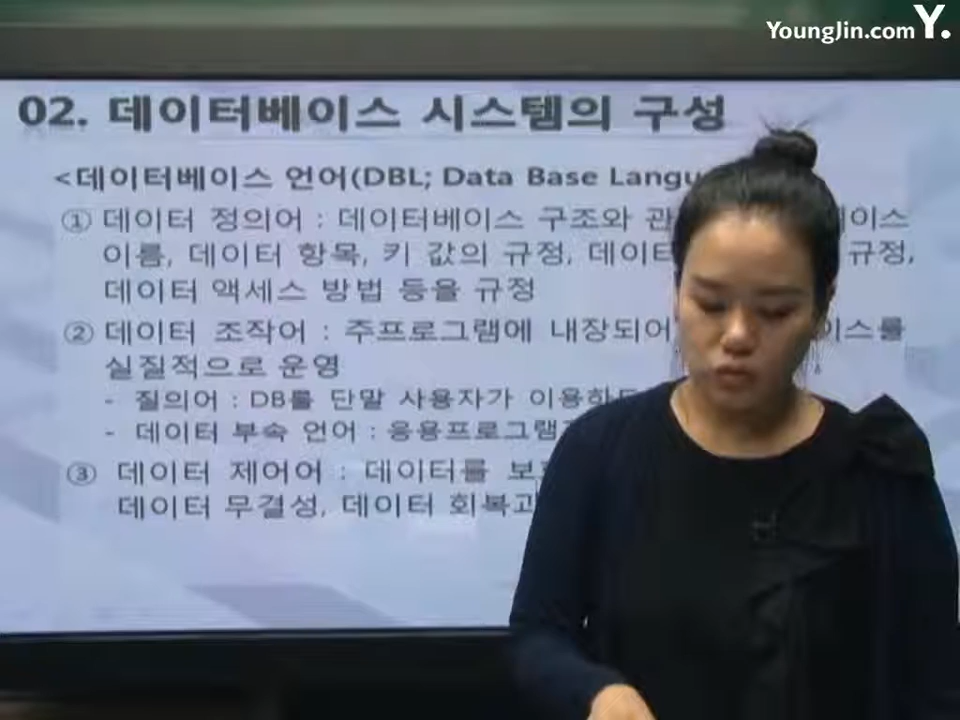 YoungJin.com Y.
02. 데이터베이스 시스템의 구성
<데이터베이스 언어(DBL; Data Base Langu
① 데이터 정의어 : 데이터베이스 구조와 관 이스
이름, 데이터 항목, 키 값의 규정, 데이터 규정,
데이터 액세스 방법 등을 규정
② 데이터 조작어 : 주프로그램에 내장되어 이스를
실질적으로 운영
- 질의어 : DB를 단말 사용자가 이용하
- 데이터 부속 언어 : 응용프로그램
③ 데이터 제어어 : 데이터를 보
데이터 무결성, 데이터 회복과